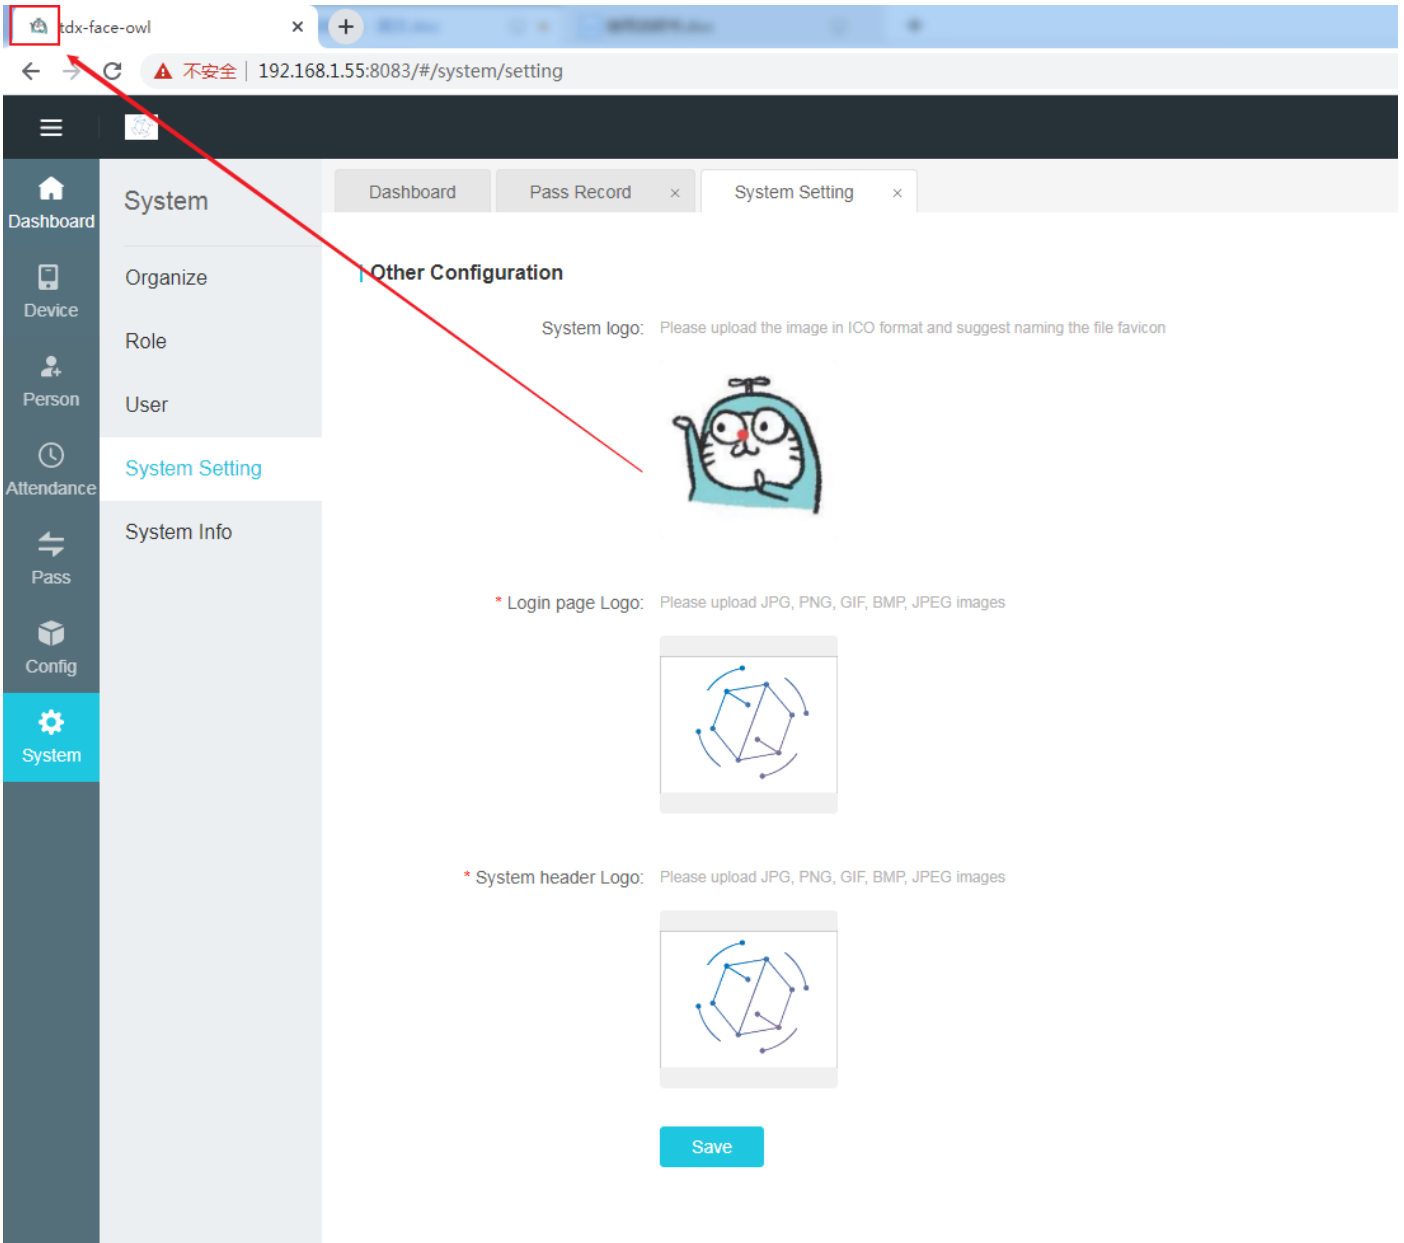 tdx-face-owl
不安全 192.168.1.55:8083/#/system/setting
Dashboard
Device
Person
Attendance
Pass
Config
System
System
Organize
Role
User
System Setting
System Info
Dashboard Pass Record System Setting
Other Configuration
System logo: Please upload the image in ICO format and suggest naming the file favicon
* Login page Logo: Please upload JPG, PNG, GIF, BMP, JPEG images
* System header Logo: Please upload JPG, PNG, GIF, BMP, JPEG images
Save